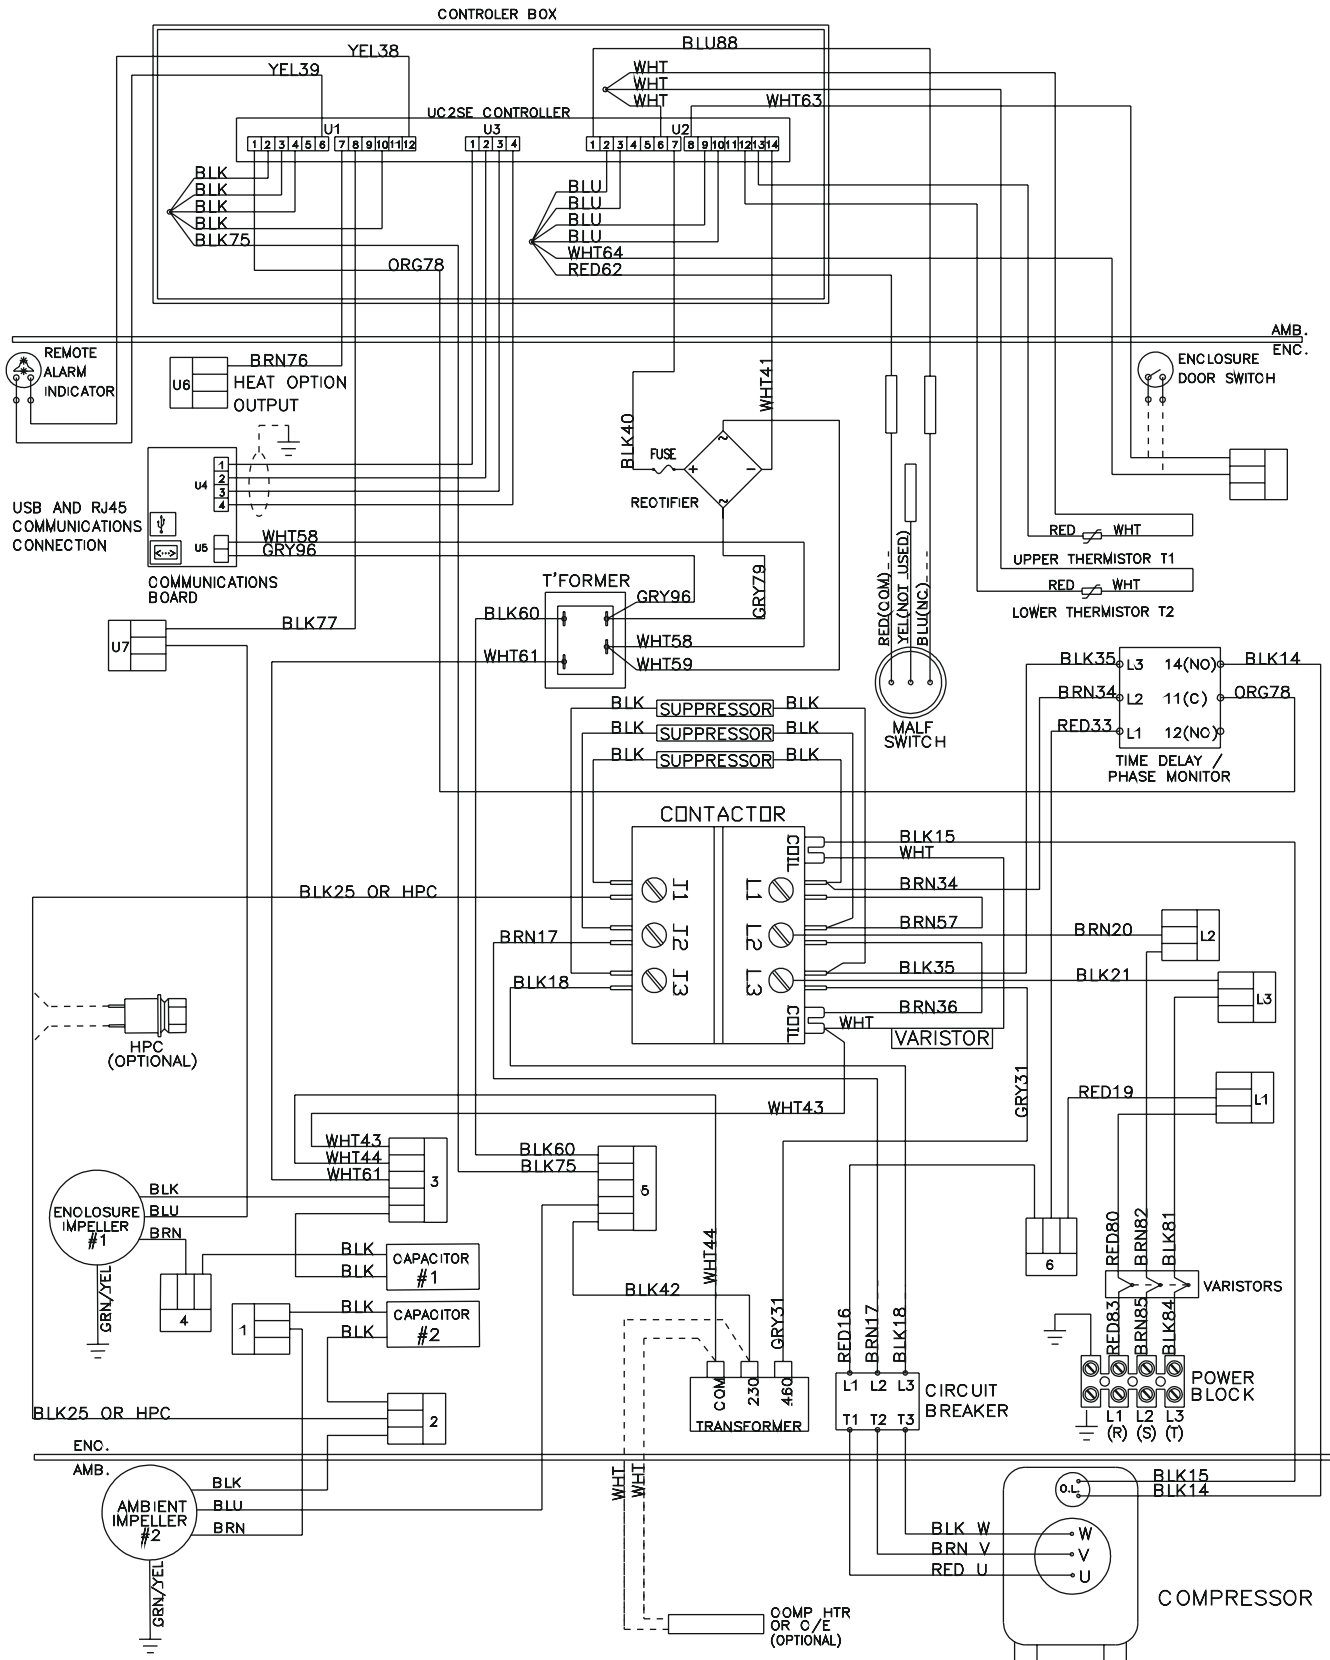 CONTROLER BOX
BLU88
YEL38
YEL39
WHT
WHT
WHT
WHT63
UC2SE CONTROLLER
U1
U3
U2
1 2 3 4 5 6 7 8 9 10 11 12
1 2 3 4
1 2 3 4 5 6 7 8 9 10 11 12 13 14
BLK
BLK
BLK
BLK
BLK75
ORG78
BLU
BLU
BLU
BLU
WHT64
RED62
AMB.
ENC.
REMOTE
ALARM
INDICATOR
BRN76
U6
HEAT OPTION
OUTPUT
ENCLOSURE
DOOR SWITCH
WHT41
BLK40
FUSE
+
-
~
~
REOTIFIER
USB AND RJ45
COMMUNICATIONS
CONNECTION
U4
1
2
3
4
U5
WHT58
GRY96
COMMUNICATIONS
BOARD
RED
WHT
UPPER THERMISTOR T1
RED
WHT
LOWER THERMISTOR T2
T'FORMER
GRY96
GRY79
BLK60
WHT58
WHT61
WHT59
RED(COM)
YEL(NOT USED)
BLU(NC)
MALF
SWITCH
BLK77
U7
BLK35
L3
14(NO)
BLK14
BRN34
L2
11(C)
ORG78
RED33
L1
12(NC)
TIME DELAY /
PHASE MONITOR
BLK
SUPPRESSOR
BLK
BLK
SUPPRESSOR
BLK
BLK
SUPPRESSOR
BLK
CONTACTOR
COIL
BLK15
WHT
BLK25 OR HPC
T1
L1
BRN34
BRN57
BRN17
T2
L2
BRN20
L2
BLK18
T3
L3
BLK35
BLK21
L3
BRN36
COIL
WHT
VARISTOR
HPC
(OPTIONAL)
GRY31
RED19
L1
WHT43
WHT43
WHT44
WHT61
3
BLK60
BLK75
5
ENOLOSURE
IMPELLER
#1
BLK
BLU
BRN
GRN/YEL
4
BLK
BLK
CAPACITOR
#1
1
BLK
BLK
CAPACITOR
#2
WHT44
BLK42
GRY31
RED16
BRN17
BLK18
6
RED80
BRN82
BLK81
VARISTORS
RED83
BRN85
BLK84
POWER
BLOCK
L1
(R)
L2
(S)
L3
(T)
BLK25 OR HPC
2
COM
230
460
TRANSFORMER
L1 L2 L3
T1 T2 T3
CIRCUIT
BREAKER
ENO.
AMB.
AMBIENT
IMPELLER
#2
BLK
BLU
BRN
GRN/YEL
WHT
WHT
COMP HTR
OR C/E
(OPTIONAL)
O.L.
BLK15
BLK14
BLK W
BRN V
RED U
W
V
U
COMPRESSOR